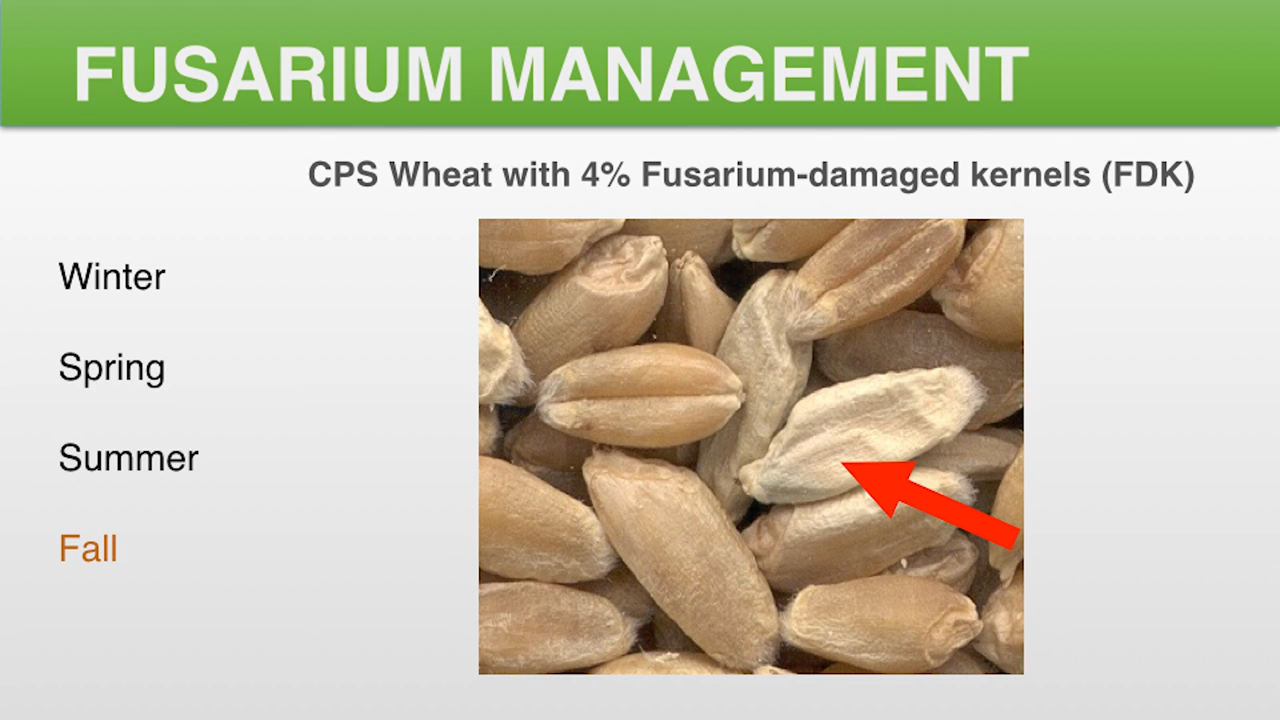 FUSARIUM MANAGEMENT
CPS Wheat with 4% Fusarium-damaged kernels (FDK)
Winter
Spring
Summer
Fall